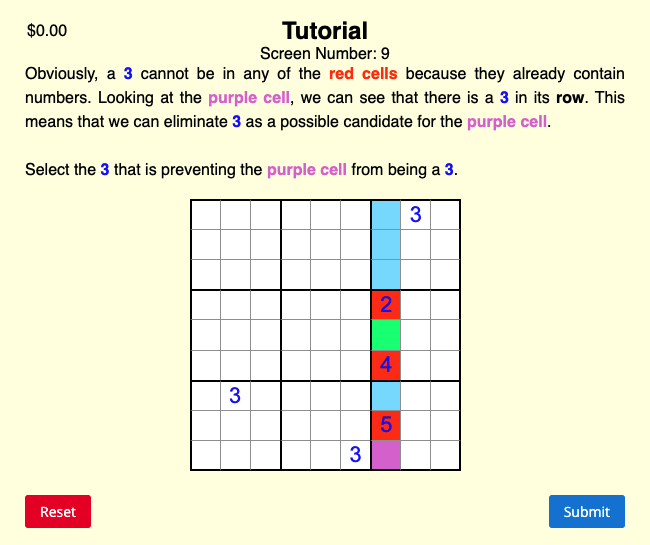 $0.00
Tutorial
Screen Number: 9
Obviously, a 3 cannot be in any of the red cells because they already contain
numbers. Looking at the purple cell, we can see that there is a 3 in its row. This
means that we can eliminate 3 as a possible candidate for the purple cell.
Select the 3 that is preventing the purple cell from being a 3.
3
2
4
3
5
3
Reset
Submit